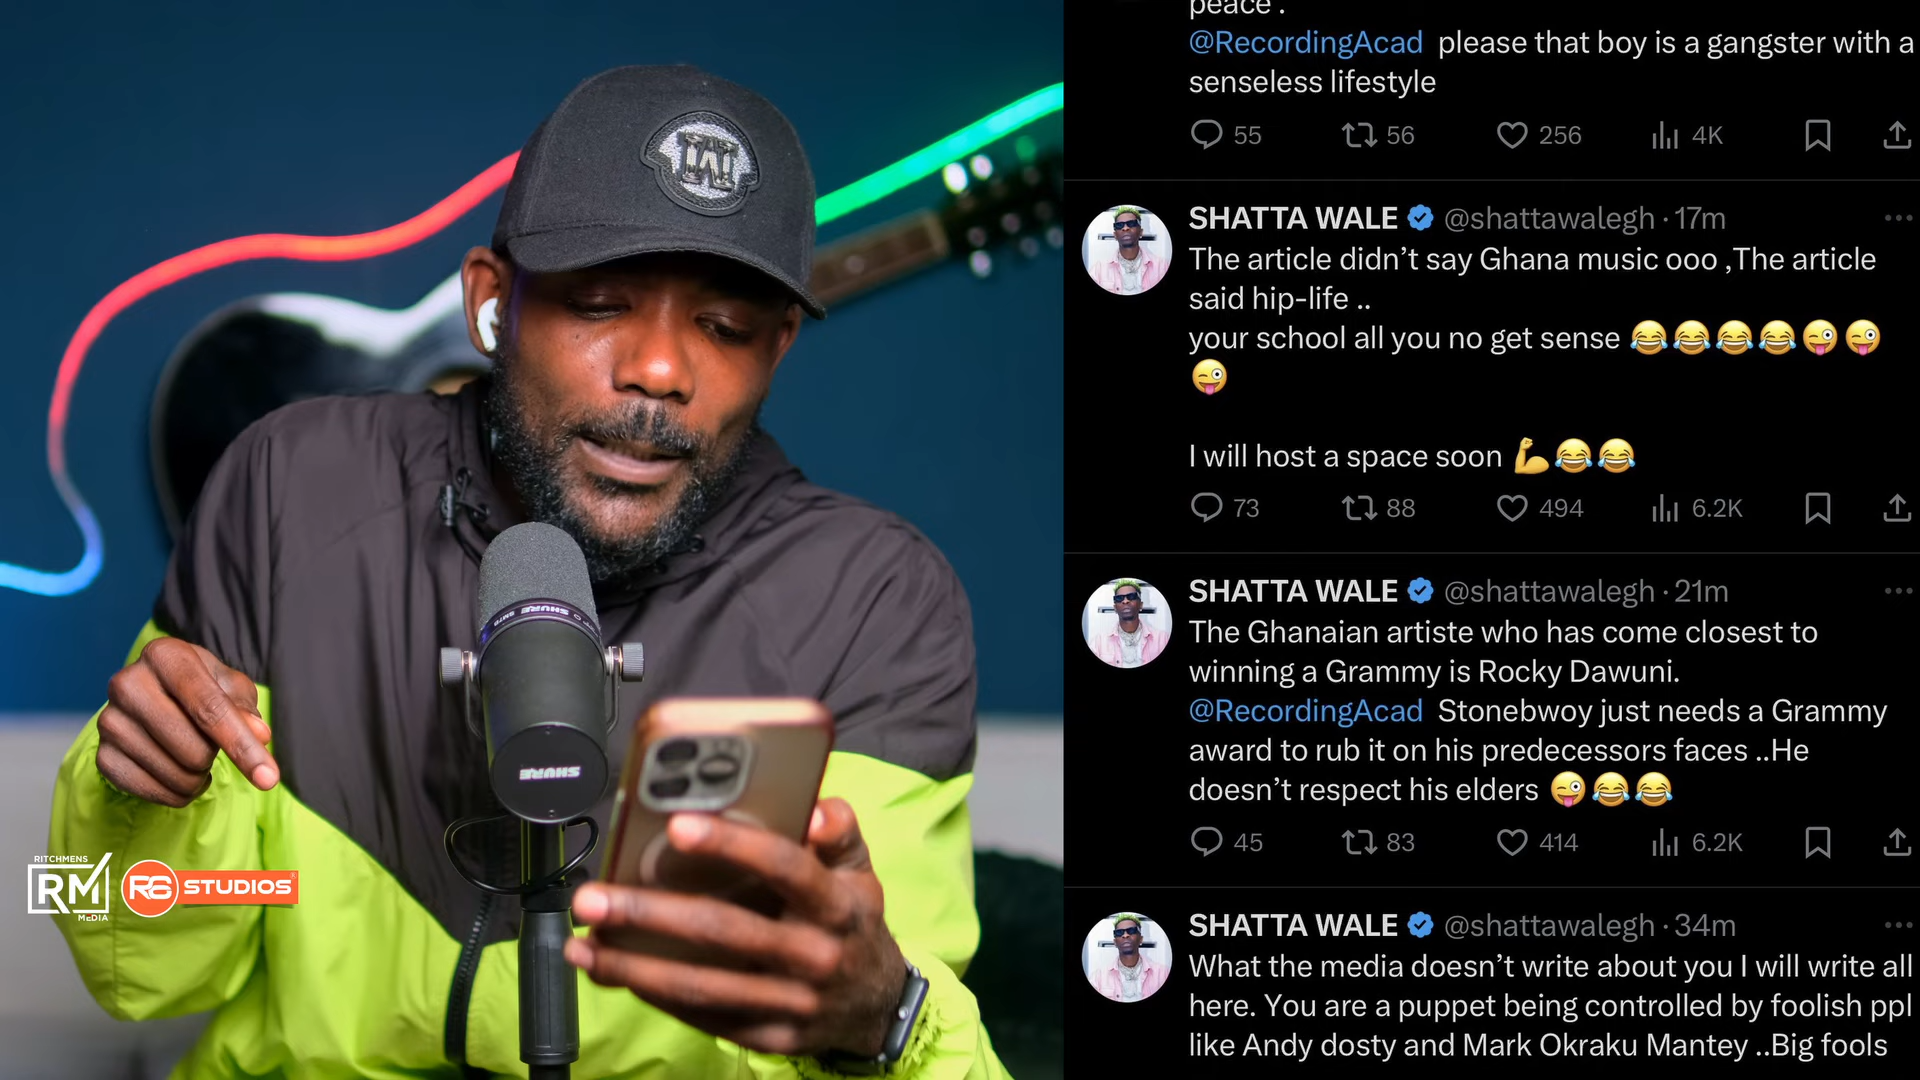 peace .
@RecordingAcad please that boy is a gangster with a
senseless lifestyle
55 56 256 4K
SHATTA WALE @shattawalegh · 17m
The article didn’t say Ghana music ooo ,The article
said hip-life ..
your school all you no get sense 😂😂😂😂😜😜
😜
I will host a space soon 💪😂😂
73 88 494 6.2K
SHATTA WALE @shattawalegh · 21m
The Ghanaian artiste who has come closest to
winning a Grammy is Rocky Dawuni.
@RecordingAcad Stonebwoy just needs a Grammy
award to rub it on his predecessors faces ..He
doesn’t respect his elders 😜😂😂
45 83 414 6.2K
SHATTA WALE @shattawalegh · 34m
What the media doesn’t write about you I will write all
here. You are a puppet being controlled by foolish ppl
like Andy dosty and Mark Okraku Mantey ..Big fools
M
SHURE
SHURE
RITCHMENS
RM
MEDIA
RG STUDIOS